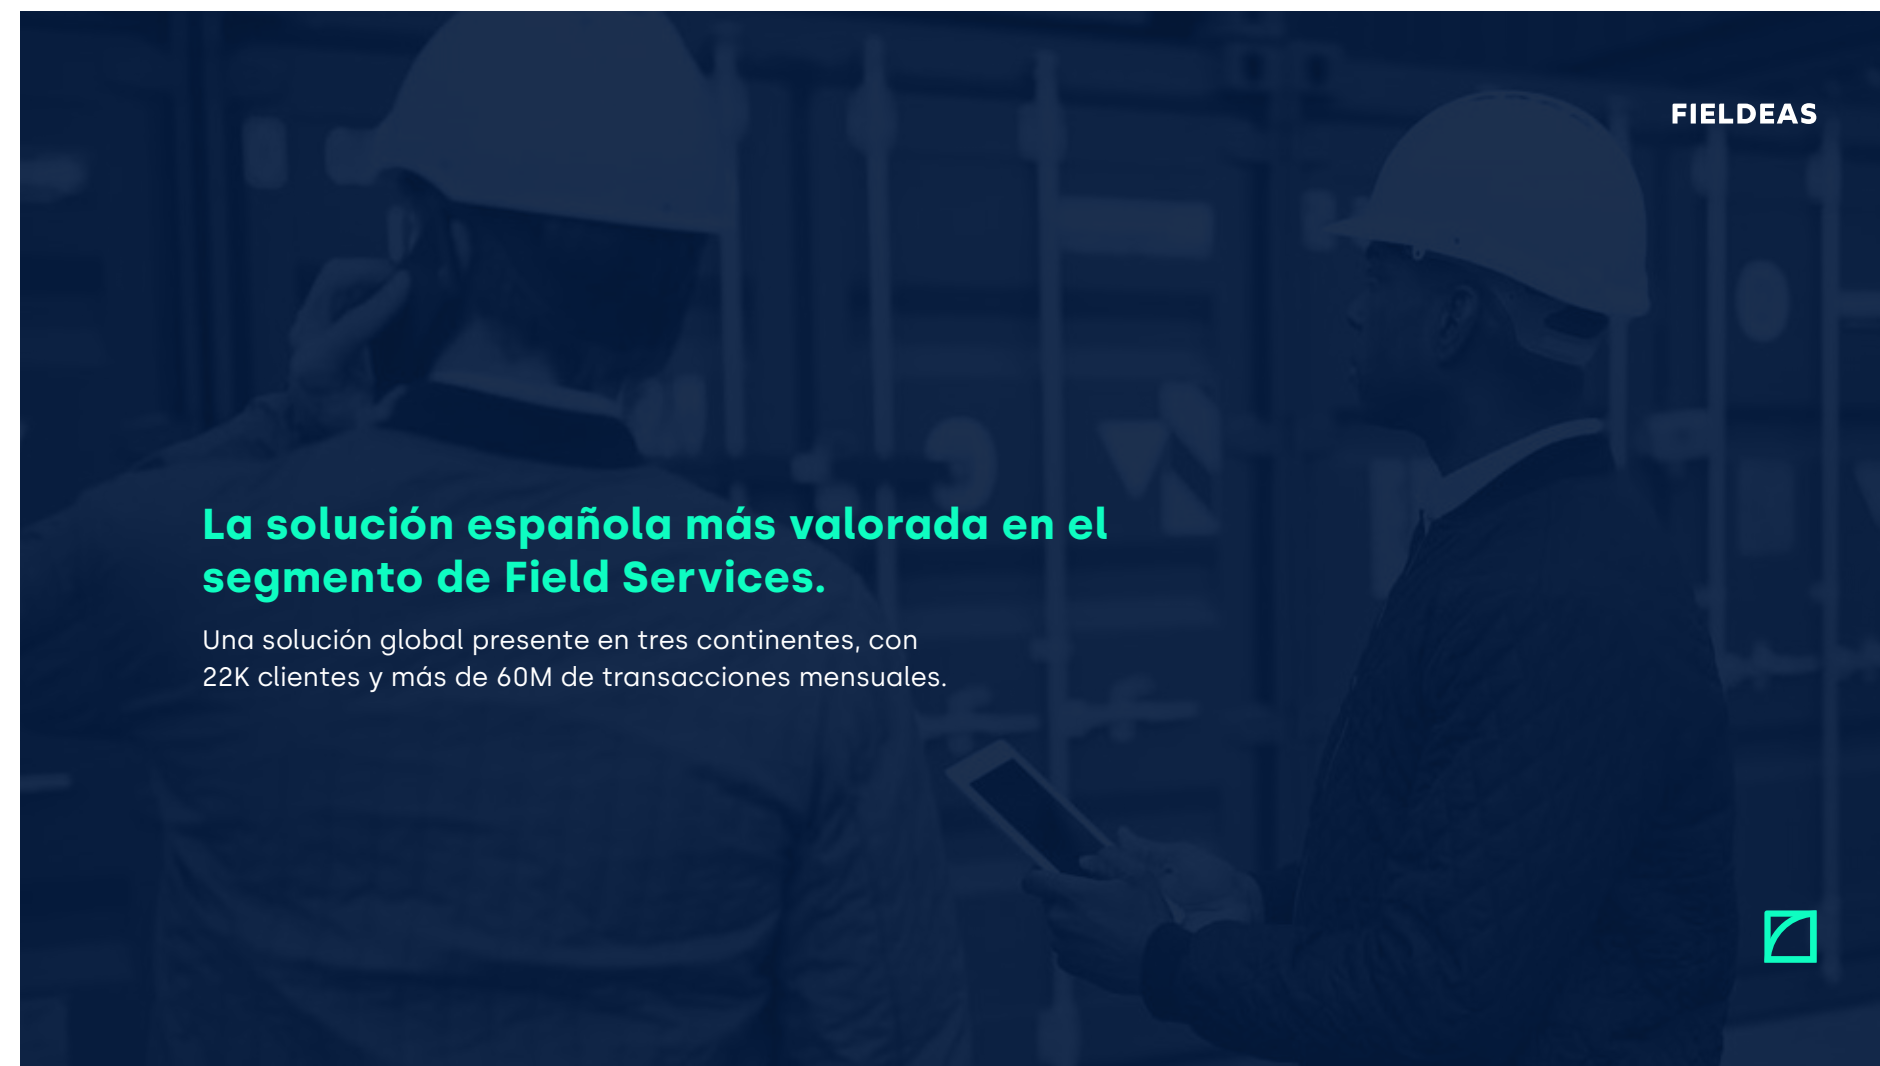 FIELDEAS
La solución española más valorada en el
segmento de Field Services.
Una solución global presente en tres continentes, con
22K clientes y más de 60M de transacciones mensuales.